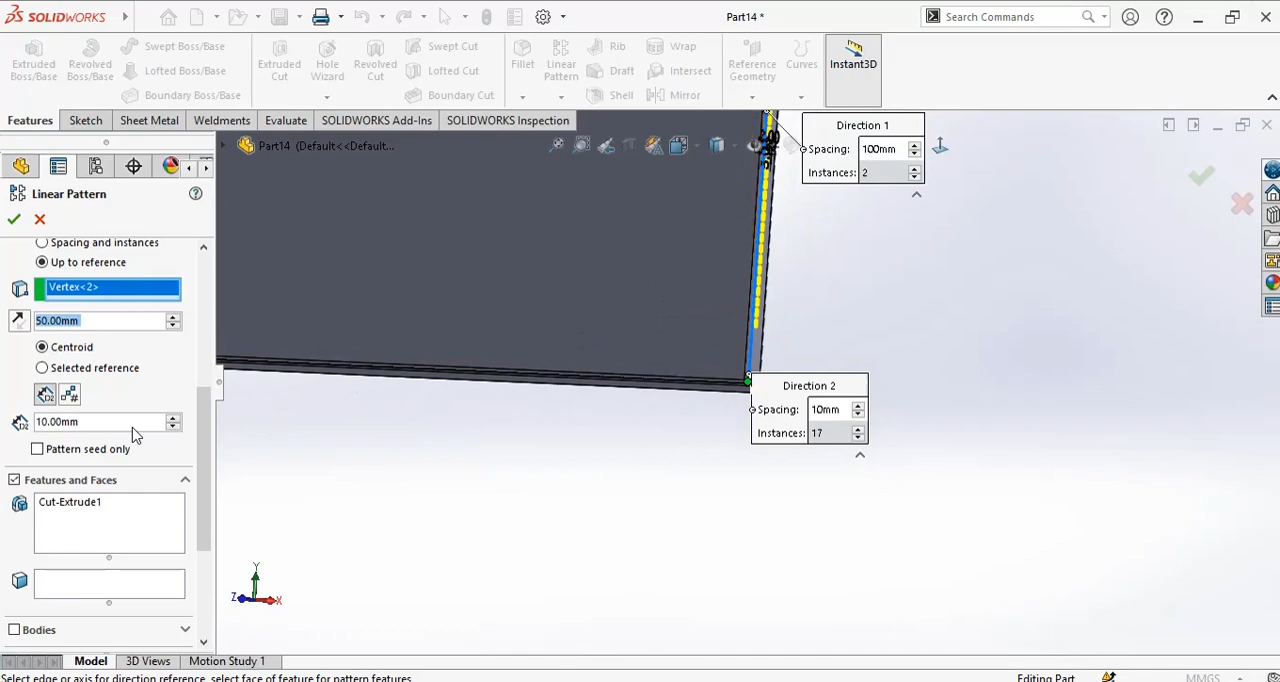 SOLIDWORKS
Part14 *
Search Commands
Extruded Boss/Base
Revolved Boss/Base
Swept Boss/Base
Lofted Boss/Base
Boundary Boss/Base
Extruded Cut
Hole Wizard
Revolved Cut
Swept Cut
Lofted Cut
Boundary Cut
Fillet
Linear Pattern
Rib
Draft
Shell
Wrap
Intersect
Mirror
Reference Geometry
Curves
Instant3D
Features
Sketch
Sheet Metal
Weldments
Evaluate
SOLIDWORKS Add-Ins
SOLIDWORKS Inspection
Part14 (Default<<Default...
Direction 1
Spacing: 100mm
Instances: 2
Linear Pattern
Spacing and instances
Up to reference
Vertex<2>
50.00mm
Centroid
Selected reference
10.00mm
Pattern seed only
Features and Faces
Cut-Extrude1
Bodies
Direction 2
Spacing: 10mm
Instances: 17
Y
Z
X
Model
3D Views
Motion Study 1
Select edge or axis for direction reference, select face of feature for pattern features
Editing Part
MMGS